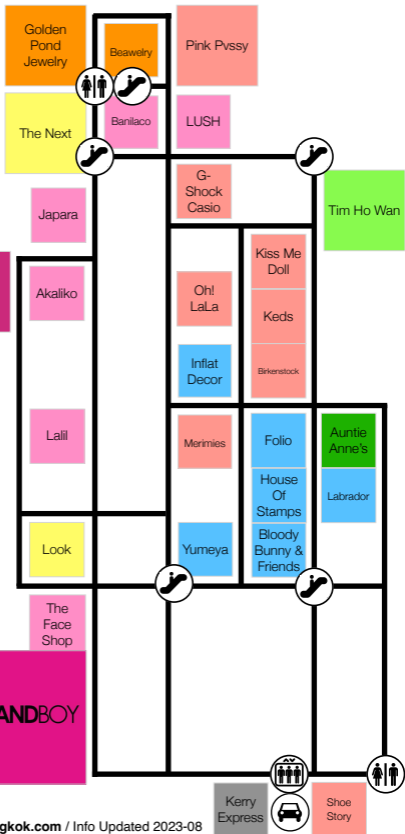 Golden
Pond
Jewelry
Beawelry
Pink Pvssy
The Next
Banilaco
LUSH
G-
Shock
Casio
Japara
Tim Ho Wan
Kiss Me
Doll
Akaliko
Oh!
LaLa
Keds
Inflat
Decor
Birkenstock
Lalil
Merimies
Folio
Auntie
Anne's
House
Of
Stamps
Labrador
Look
Yumeya
Bloody
Bunny &
Friends
The
Face
Shop
ANDBOY
Kerry
Express
Shoe
Story
gkok.com / Info Updated 2023-08